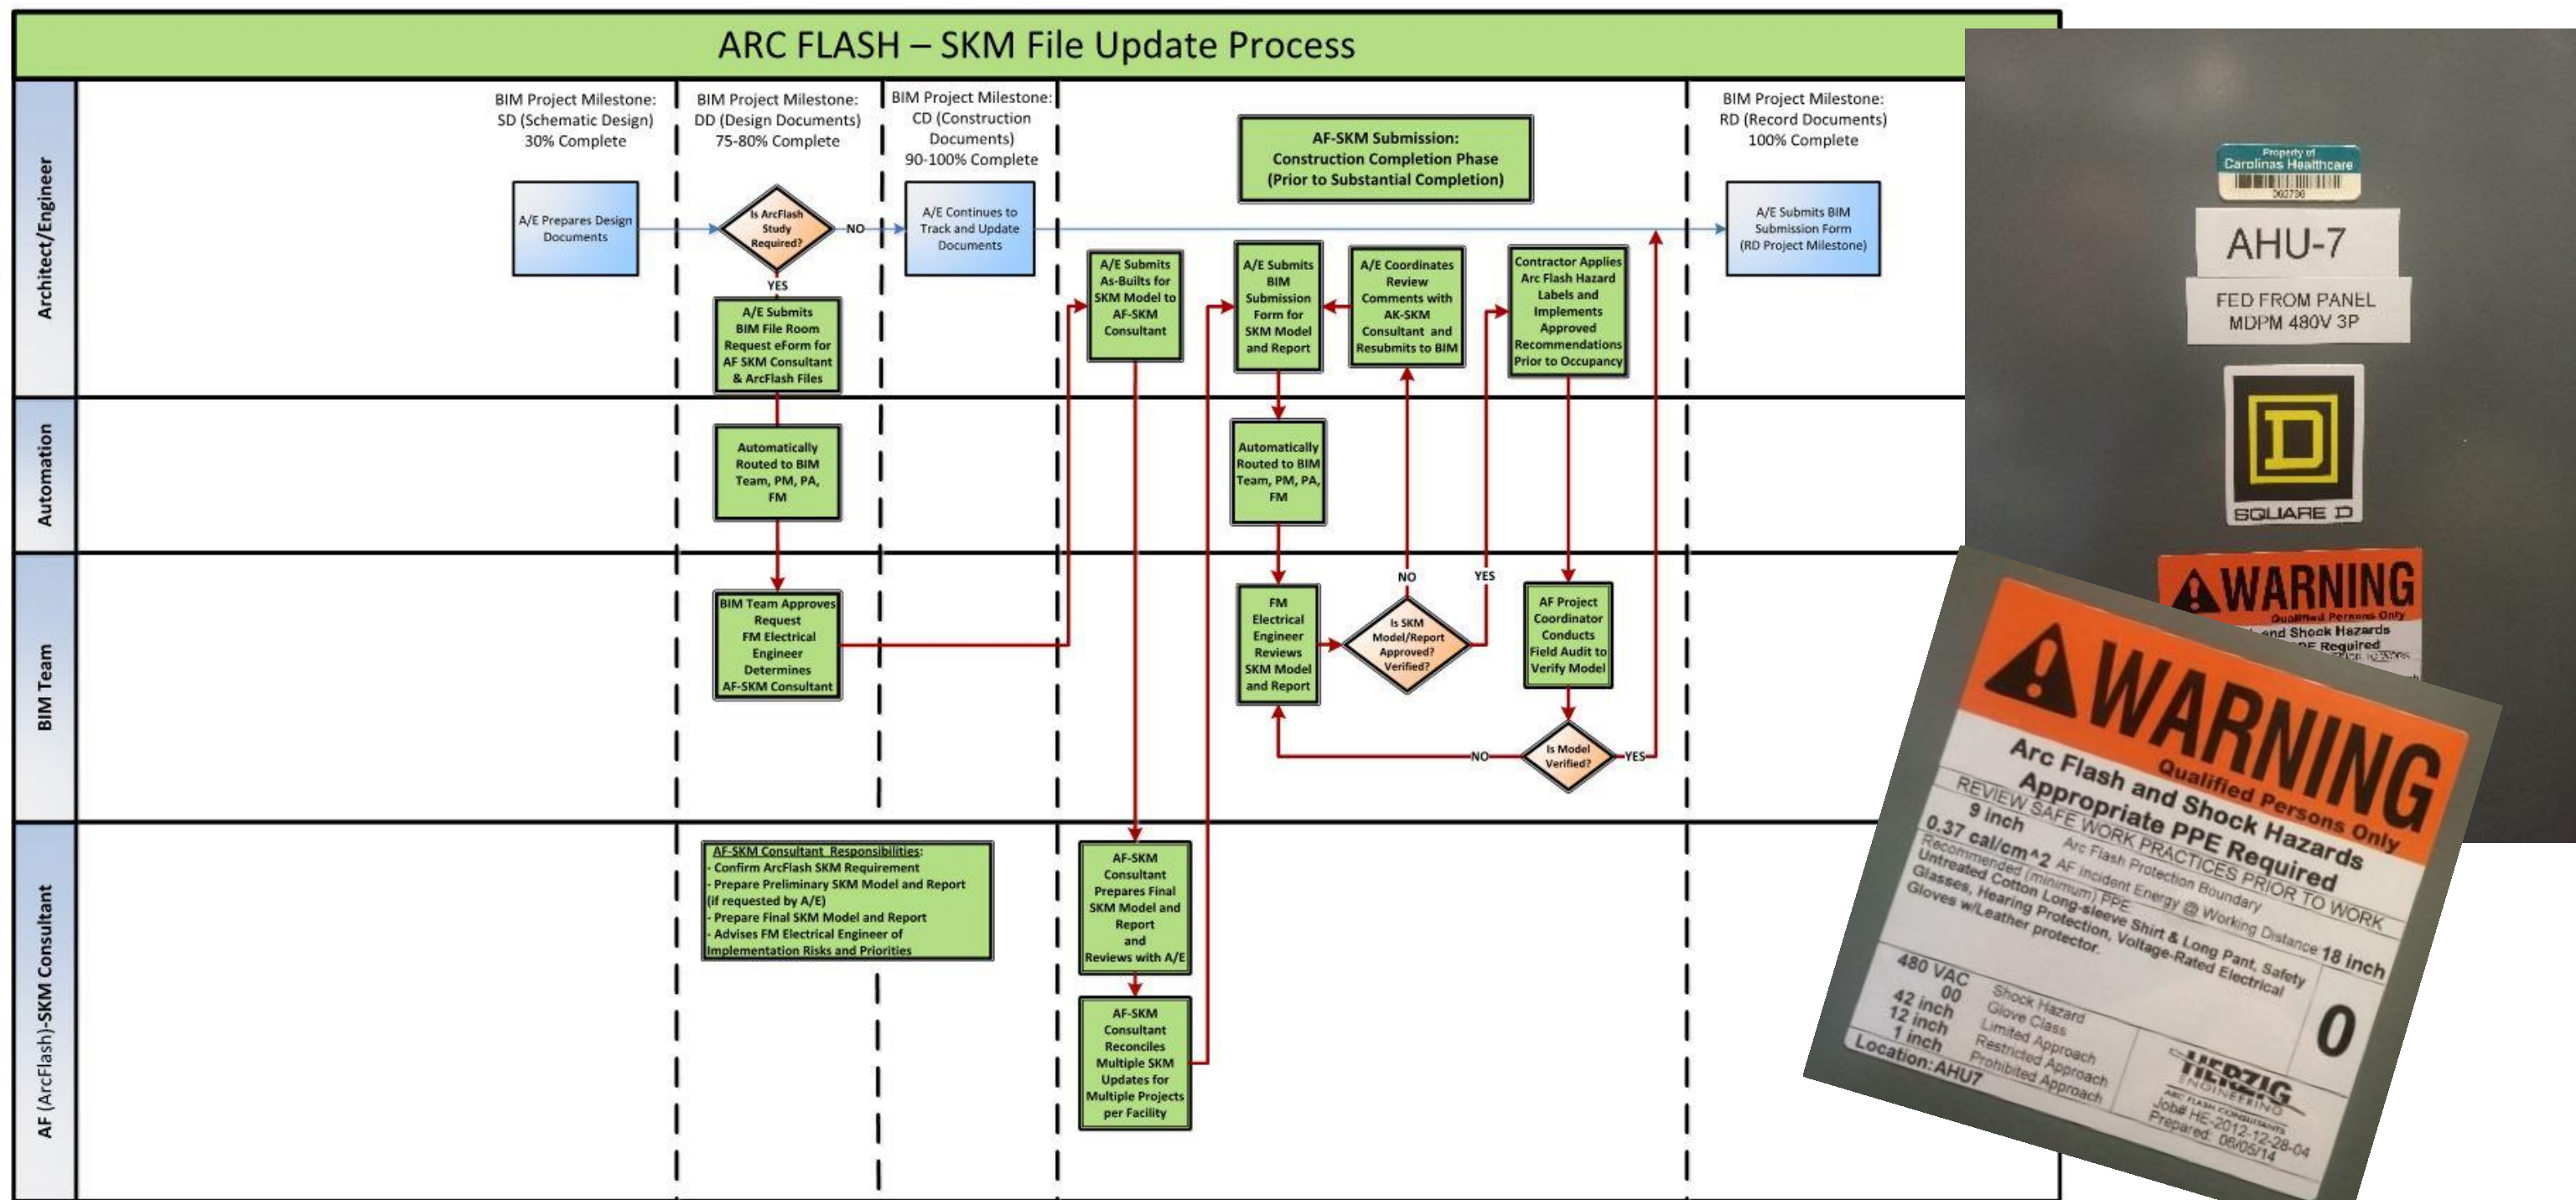 ARC FLASH – SKM File Update Process
Architect/Engineer
BIM Project Milestone:
SD (Schematic Design)
30% Complete
BIM Project Milestone:
DD (Design Documents)
75-80% Complete
BIM Project Milestone:
CD (Construction
Documents)
90-100% Complete
AF-SKM Submission:
Construction Completion Phase
(Prior to Substantial Completion)
BIM Project Milestone:
RD (Record Documents)
100% Complete
A/E Prepares Design
Documents
Is ArcFlash
Study
Required?
NO
YES
A/E Continues to
Track and Update
Documents
A/E Submits BIM
Submission Form
(RD Project Milestone)
A/E Submits
BIM File Room
Request eForm for
AF SKM Consultant
& ArcFlash Files
A/E Submits
As-Builts for
SKM Model to
AF-SKM
Consultant
A/E Submits
BIM
Submission
Form for
SKM Model
and Report
A/E Coordinates
Review
Comments with
AK-SKM
Consultant and
Resubmits to BIM
Contractor Applies
Arc Flash Hazard
Labels and
Implements
Approved
Recommendations
Prior to Occupancy
Automation
Automatically
Routed to BIM
Team, PM, PA,
FM
Automatically
Routed to BIM
Team, PM, PA,
FM
BIM Team
BIM Team Approves
Request
FM Electrical
Engineer
Determines
AF-SKM Consultant
FM
Electrical
Engineer
Reviews
SKM Model
and Report
Is SKM
Model/Report
Approved?
Verified?
NO
YES
AF Project
Coordinator
Conducts
Field Audit to
Verify Model
Is Model
Verified?
NO
YES
AF (ArcFlash)-SKM Consultant
AF-SKM Consultant Responsibilities:
- Confirm ArcFlash SKM Requirement
- Prepare Preliminary SKM Model and Report
(if requested by A/E)
- Prepare Final SKM Model and Report
- Advises FM Electrical Engineer of
Implementation Risks and Priorities
AF-SKM
Consultant
Prepares Final
SKM Model and
Report
and
Reviews with A/E
AF-SKM
Consultant
Reconciles
Multiple SKM
Updates for
Multiple Projects
per Facility
Property of
Carolinas Healthcare
AHU-7
FED FROM PANEL
MDPM 480V 3P
D
SQUARE D
WARNING
Qualified Persons Only
and Shock Hazards
PE Required
WARNING
Qualified Persons Only
Arc Flash and Shock Hazards
Appropriate PPE Required
REVIEW SAFE WORK PRACTICES PRIOR TO WORK
9 inch Arc Flash Protection Boundary
0.37 cal/cm^2 AF Incident Energy @ Working Distance 18 inch
Recommended (minimum) PPE
Untreated Cotton Long-sleeve Shirt & Long Pant, Safety
Glasses, Hearing Protection, Voltage-Rated Electrical
Gloves w/Leather protector.
0
480 VAC Shock Hazard
00 Glove Class
42 inch Limited Approach
12 inch Restricted Approach
1 inch Prohibited Approach
Location:AHU7
HERZIG
ENGINEERING
ARC FLASH CONSULTANTS
Job# HE-2012-12-28-04
Prepared: 06/05/14